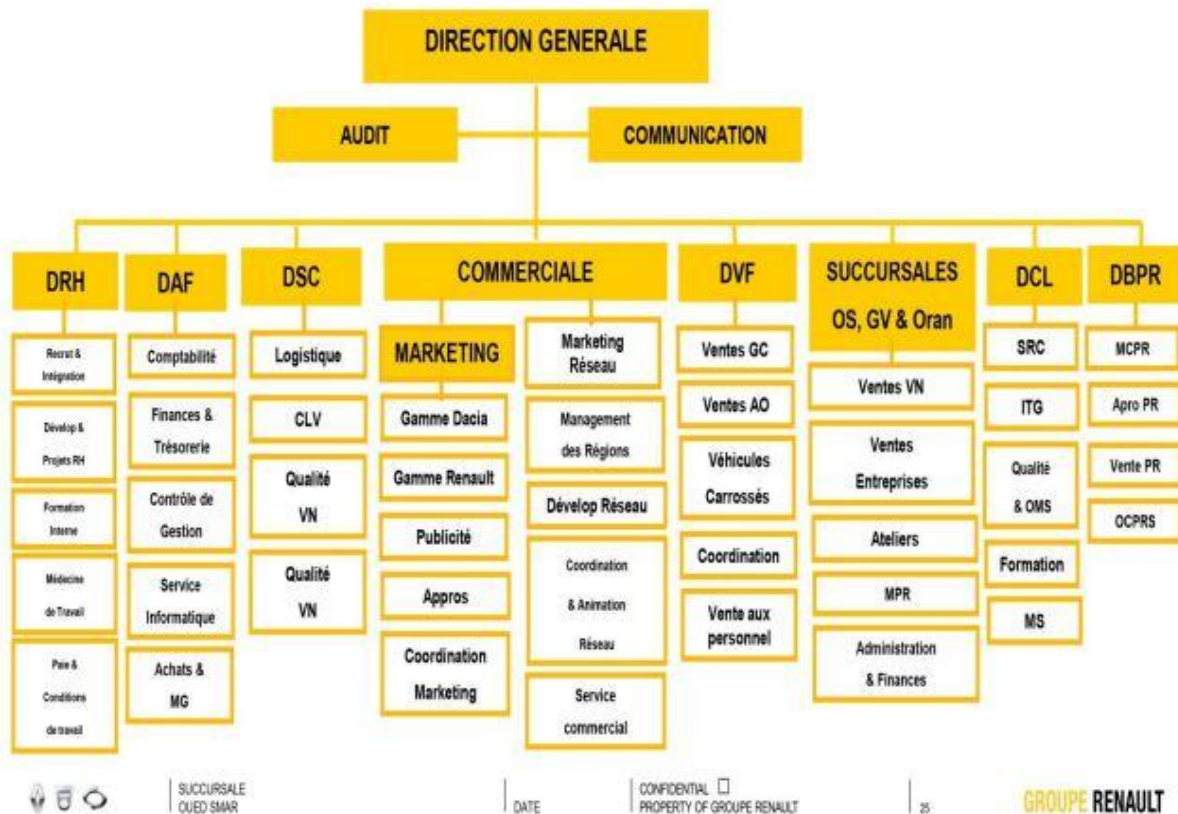 DIRECTION GENERALE
AUDIT
COMMUNICATION
DRH
Recrut &
Intégration
Dévelop &
Projets RH
Formation
Interne
Médecine
de Travail
Paie &
Conditions
de travail
DAF
Comptabilité
Finances &
Trésorerie
Contrôle de
Gestion
Service
Informatique
Achats &
MG
DSC
Logistique
CLV
Qualité
VN
Qualité
VN
COMMERCIALE
MARKETING
Gamme Dacia
Gamme Renault
Publicité
Appros
Coordination
Marketing
Marketing
Réseau
Management
des Régions
Dévelop Réseau
Coordination
& Animation
Réseau
Service
commercial
DVF
Ventes GC
Ventes AO
Véhicules
Carrossés
Coordination
Vente aux
personnel
SUCCURSALES
OS, GV & Oran
Ventes VN
Ventes
Entreprises
Ateliers
MPR
Administration
& Finances
DCL
SRC
ITG
Qualité
& OMS
Formation
MS
DBPR
MCPR
Apro PR
Vente PR
OCPRS
SUCCURSALE
OUED SMAR
DATE
CONFIDENTIAL
PROPERTY OF GROUPE RENAULT
25
GROUPE RENAULT